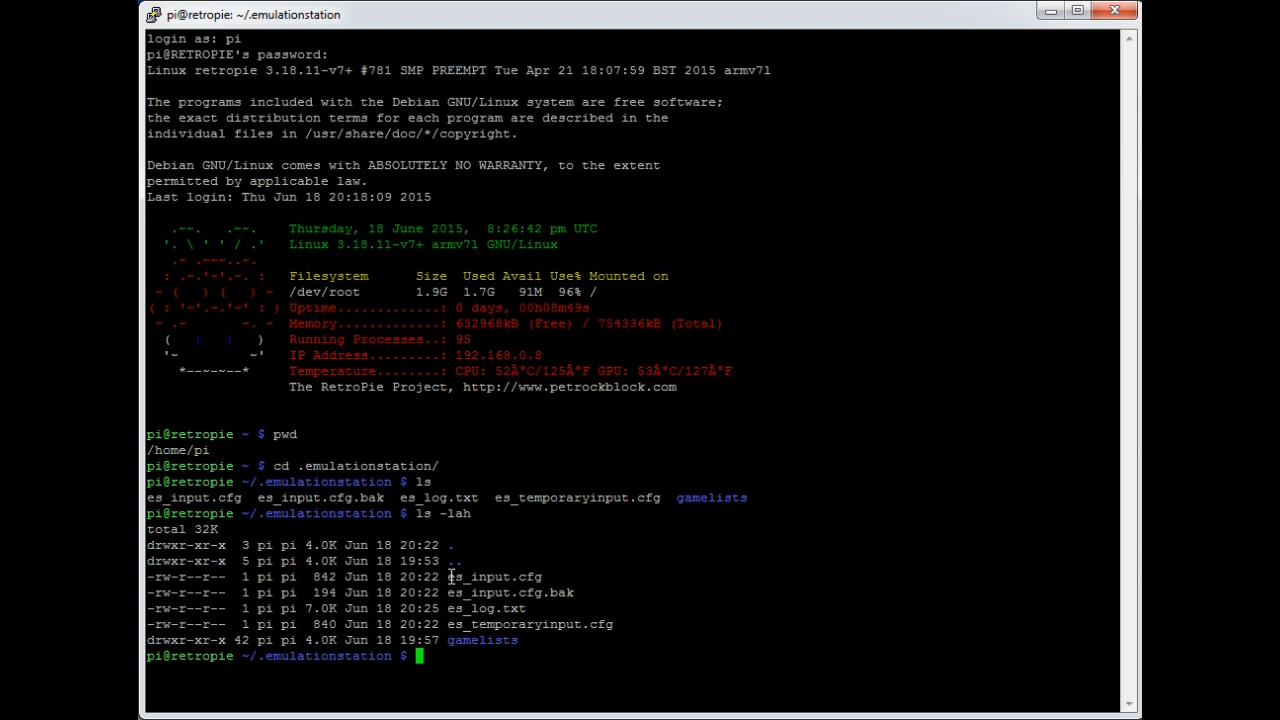 pi@retropie: ~/.emulationstation
login as: pi
pi@RETROPIE's password:
Linux retropie 3.18.11-v7+ #781 SMP PREEMPT Tue Apr 21 18:07:59 BST 2015 armv7l
The programs included with the Debian GNU/Linux system are free software;
the exact distribution terms for each program are described in the
individual files in /usr/share/doc/*/copyright.
Debian GNU/Linux comes with ABSOLUTELY NO WARRANTY, to the extent
permitted by applicable law.
Last login: Thu Jun 18 20:18:09 2015
Thursday, 18 June 2015, 8:26:42 pm UTC
Linux 3.18.11-v7+ armv7l GNU/Linux
Filesystem Size Used Avail Use% Mounted on
/dev/root 1.9G 1.7G 91M 96% /
Uptime.............: 0 days, 00h08m49s
Memory.............: 632968kB (Free) / 754336kB (Total)
Running Processes..: 95
IP Address.........: 192.168.0.8
Temperature........: CPU: 52Â°C/125Â°F GPU: 53Â°C/127Â°F
The RetroPie Project, http://www.petrockblock.com
pi@retropie ~ $ pwd
/home/pi
pi@retropie ~ $ cd .emulationstation/
pi@retropie ~/.emulationstation $ ls
es_input.cfg es_input.cfg.bak es_log.txt es_temporaryinput.cfg gamelists
pi@retropie ~/.emulationstation $ ls -lah
total 32K
drwxr-xr-x 3 pi pi 4.0K Jun 18 20:22 .
drwxr-xr-x 5 pi pi 4.0K Jun 18 19:53 ..
-rw-r--r-- 1 pi pi 842 Jun 18 20:22 es_input.cfg
-rw-r--r-- 1 pi pi 194 Jun 18 20:22 es_input.cfg.bak
-rw-r--r-- 1 pi pi 7.0K Jun 18 20:25 es_log.txt
-rw-r--r-- 1 pi pi 840 Jun 18 20:22 es_temporaryinput.cfg
drwxr-xr-x 42 pi pi 4.0K Jun 18 19:57 gamelists
pi@retropie ~/.emulationstation $